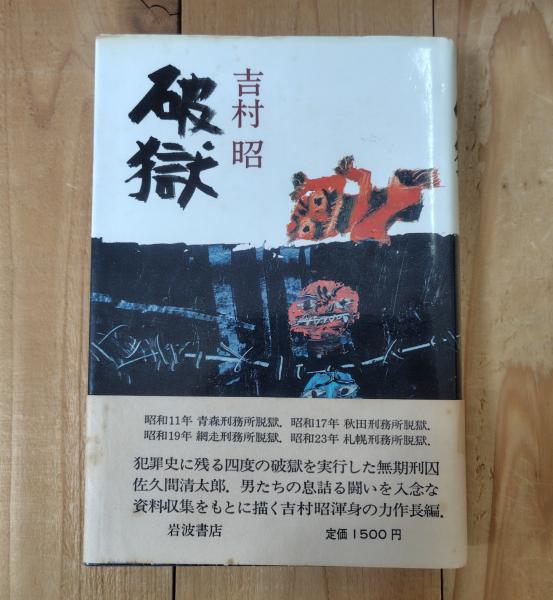 破獄
吉村 昭
昭和11年 青森刑務所脱獄．昭和17年 秋田刑務所脱獄．
昭和19年 網走刑務所脱獄．昭和23年 札幌刑務所脱獄．
犯罪史に残る四度の破獄を実行した無期刑囚
佐久間清太郎．男たちの息詰る闘いを入念な
資料収集をもとに描く吉村昭渾身の力作長編．
岩波書店 定価 1500 円